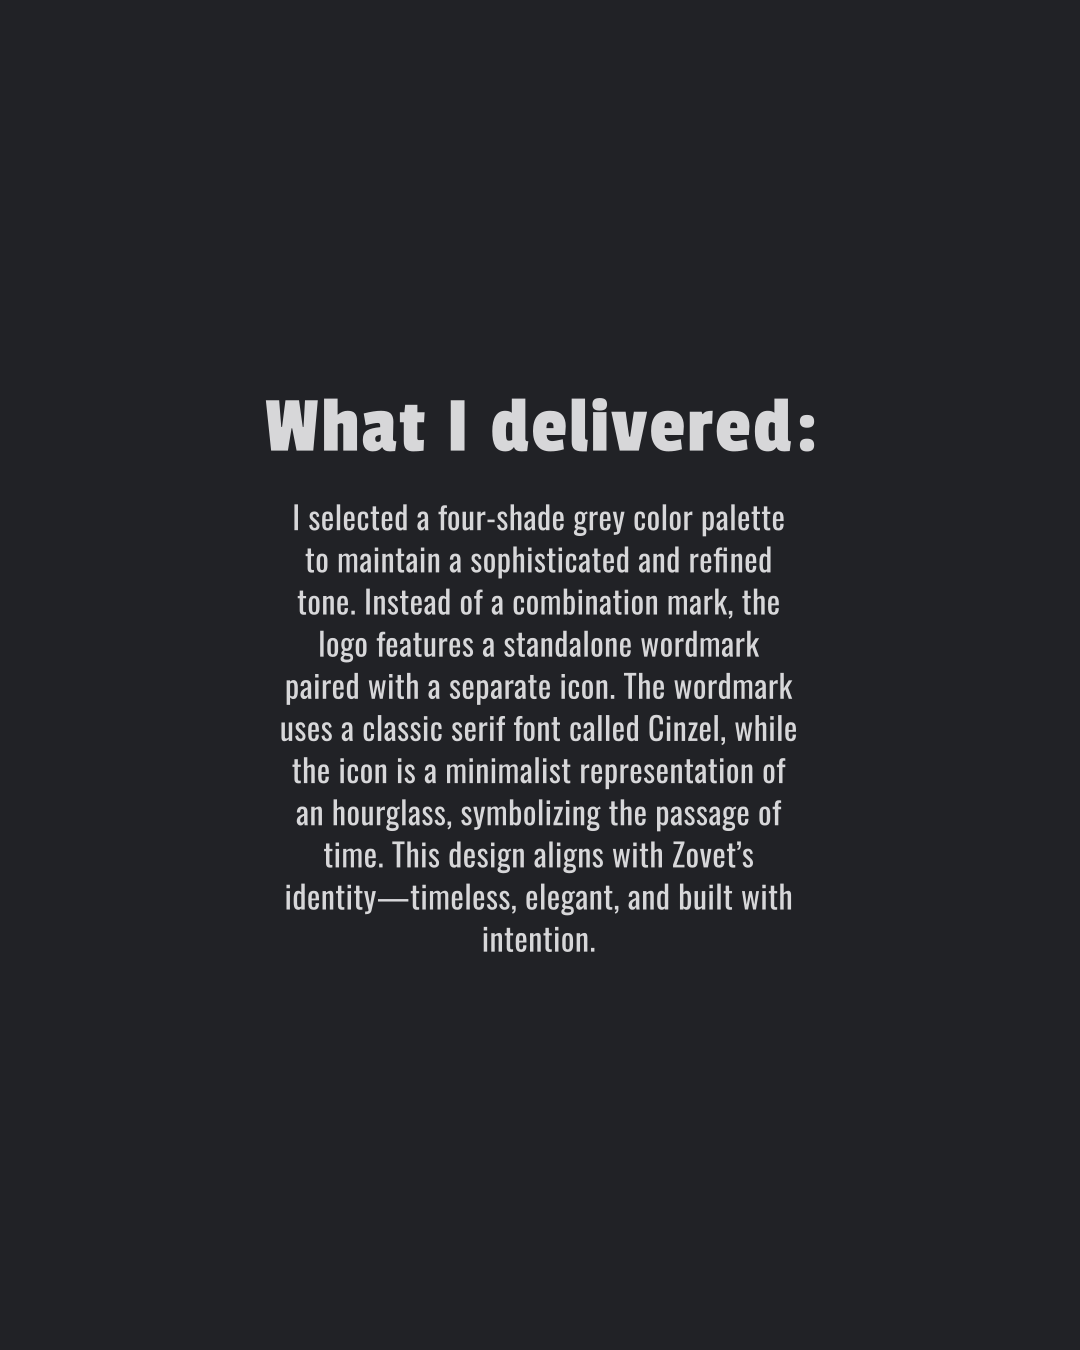 What I delivered:
I selected a four-shade grey color palette
to maintain a sophisticated and refined
tone. Instead of a combination mark, the
logo features a standalone wordmark
paired with a separate icon. The wordmark
uses a classic serif font called Cinzel, while
the icon is a minimalist representation of
an hourglass, symbolizing the passage of
time. This design aligns with Zovet’s
identity—timeless, elegant, and built with
intention.